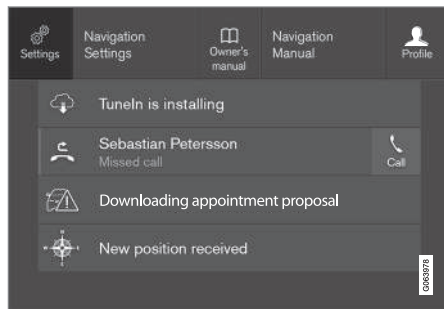 Settings
Navigation
Settings
Owner's
manual
Navigation
Manual
Profile
TuneIn is installing
Sebastian Petersson
Missed call
Call
Downloading appointment proposal
New position received
G063978